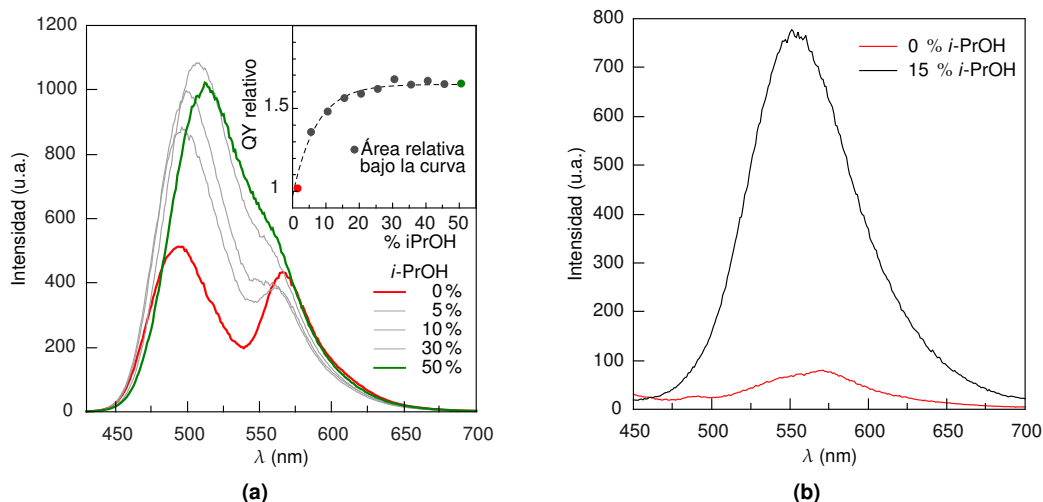 1200
1000
800
600
400
200
0
Intensidad (u.a.)
450 500 550 600 650 700
λ (nm)
QY relativo
1.5
1
0 10 20 30 40 50
% iPrOH
Área relativa
bajo la curva
i-PrOH
0%
5%
10%
30%
50%
(a)
800
700
600
500
400
300
200
100
0
Intensidad (u.a.)
450 500 550 600 650 700
λ (nm)
0 % i-PrOH
15 % i-PrOH
(b)